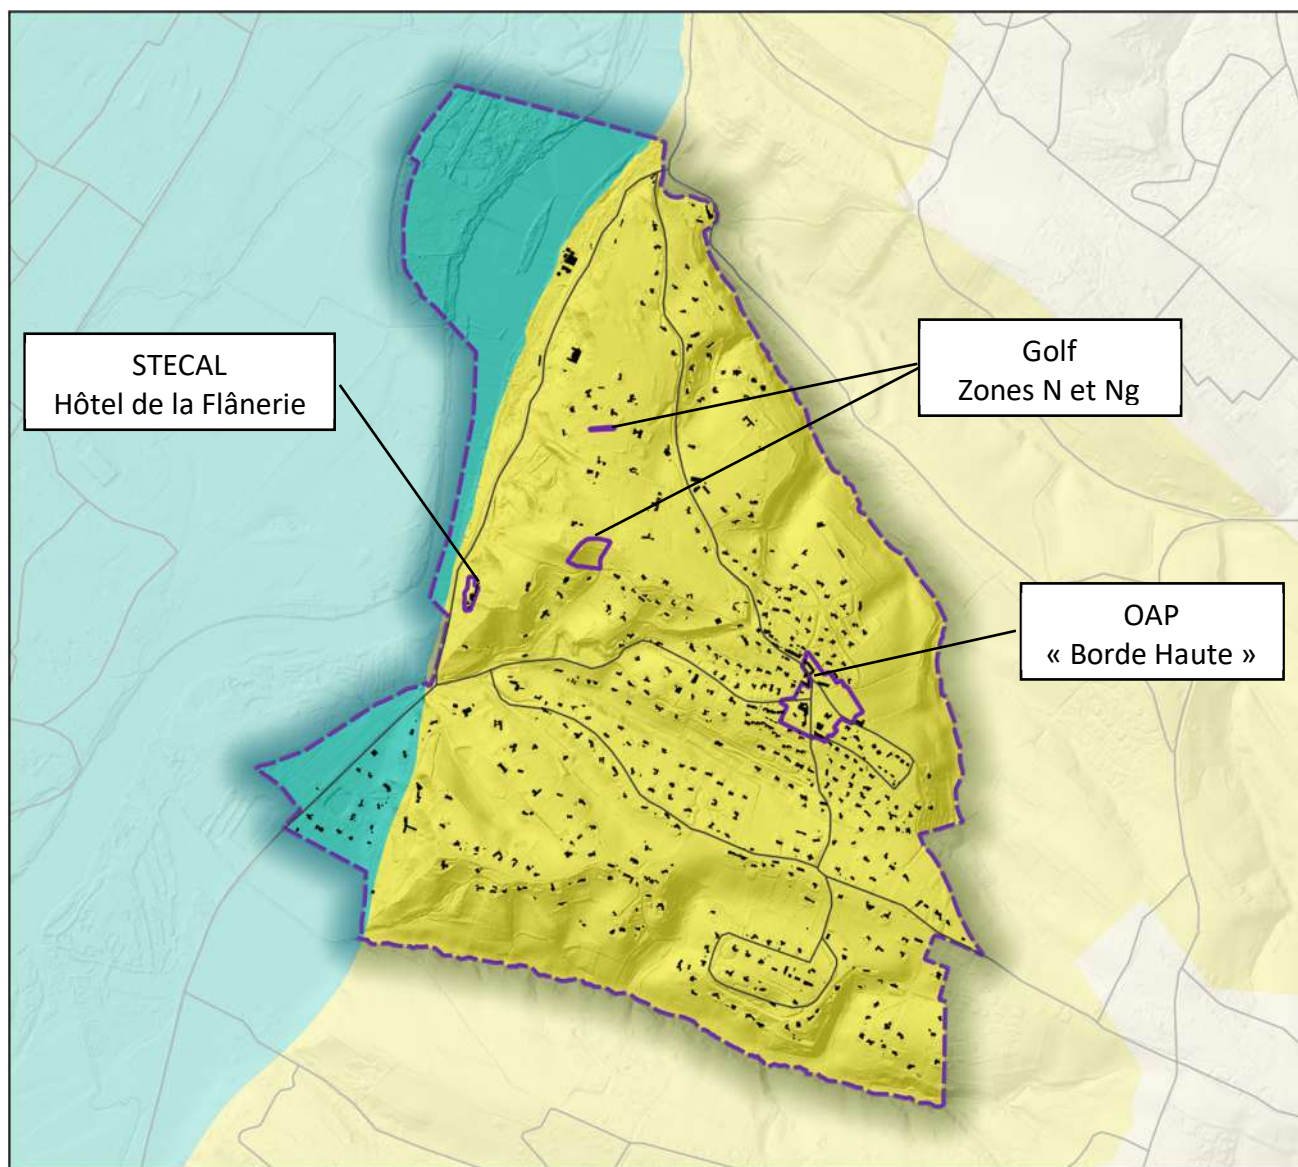 STECAL
Hôtel de la Flânerie
Golf
Zones N et Ng
OAP
« Borde Haute »